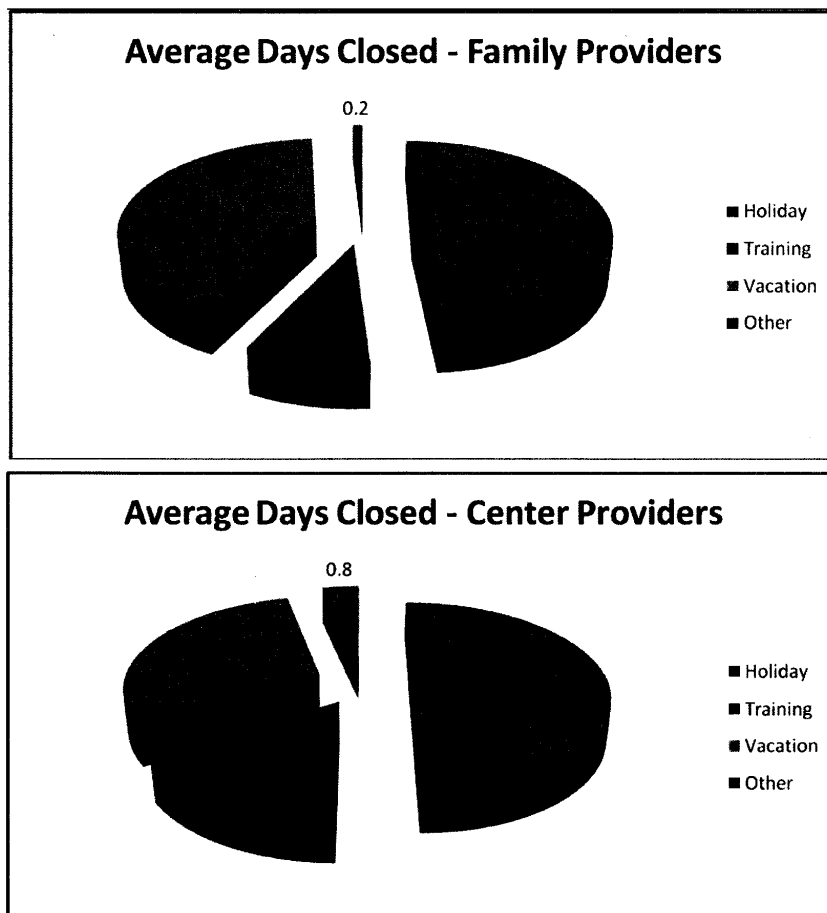 Average Days Closed - Family Providers
0.2
Holiday
Training
Vacation
Other
Average Days Closed - Center Providers
0.8
Holiday
Training
Vacation
Other